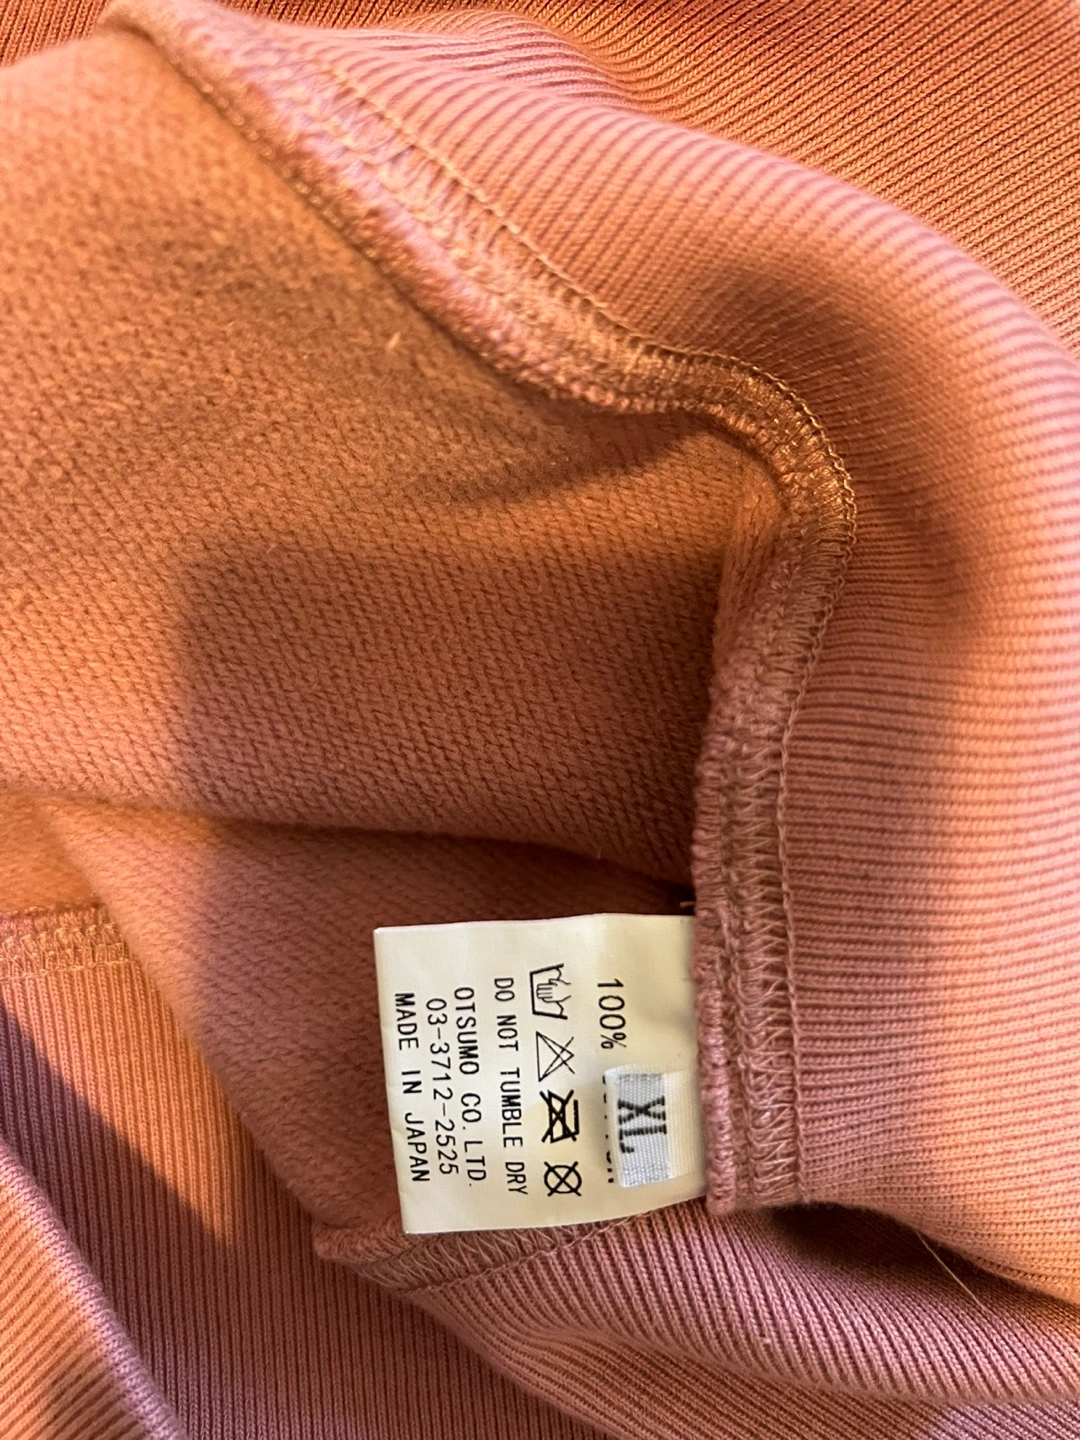 100%
XL
DO NOT TUMBLE DRY
OTSUMO CO.LTD.
03-3712-2525
MADE IN JAPAN